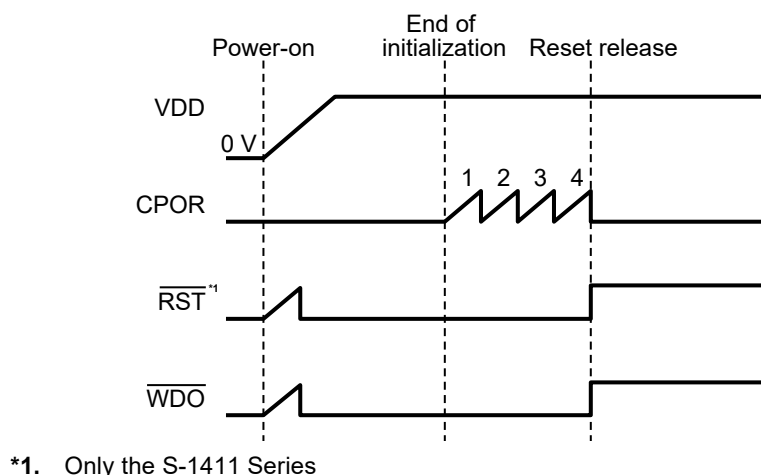 Power-on
End of
initialization
Reset release
VDD
0 V
CPOR
1 2 3 4
RST *1
WDO
*1. Only the S-1411 Series